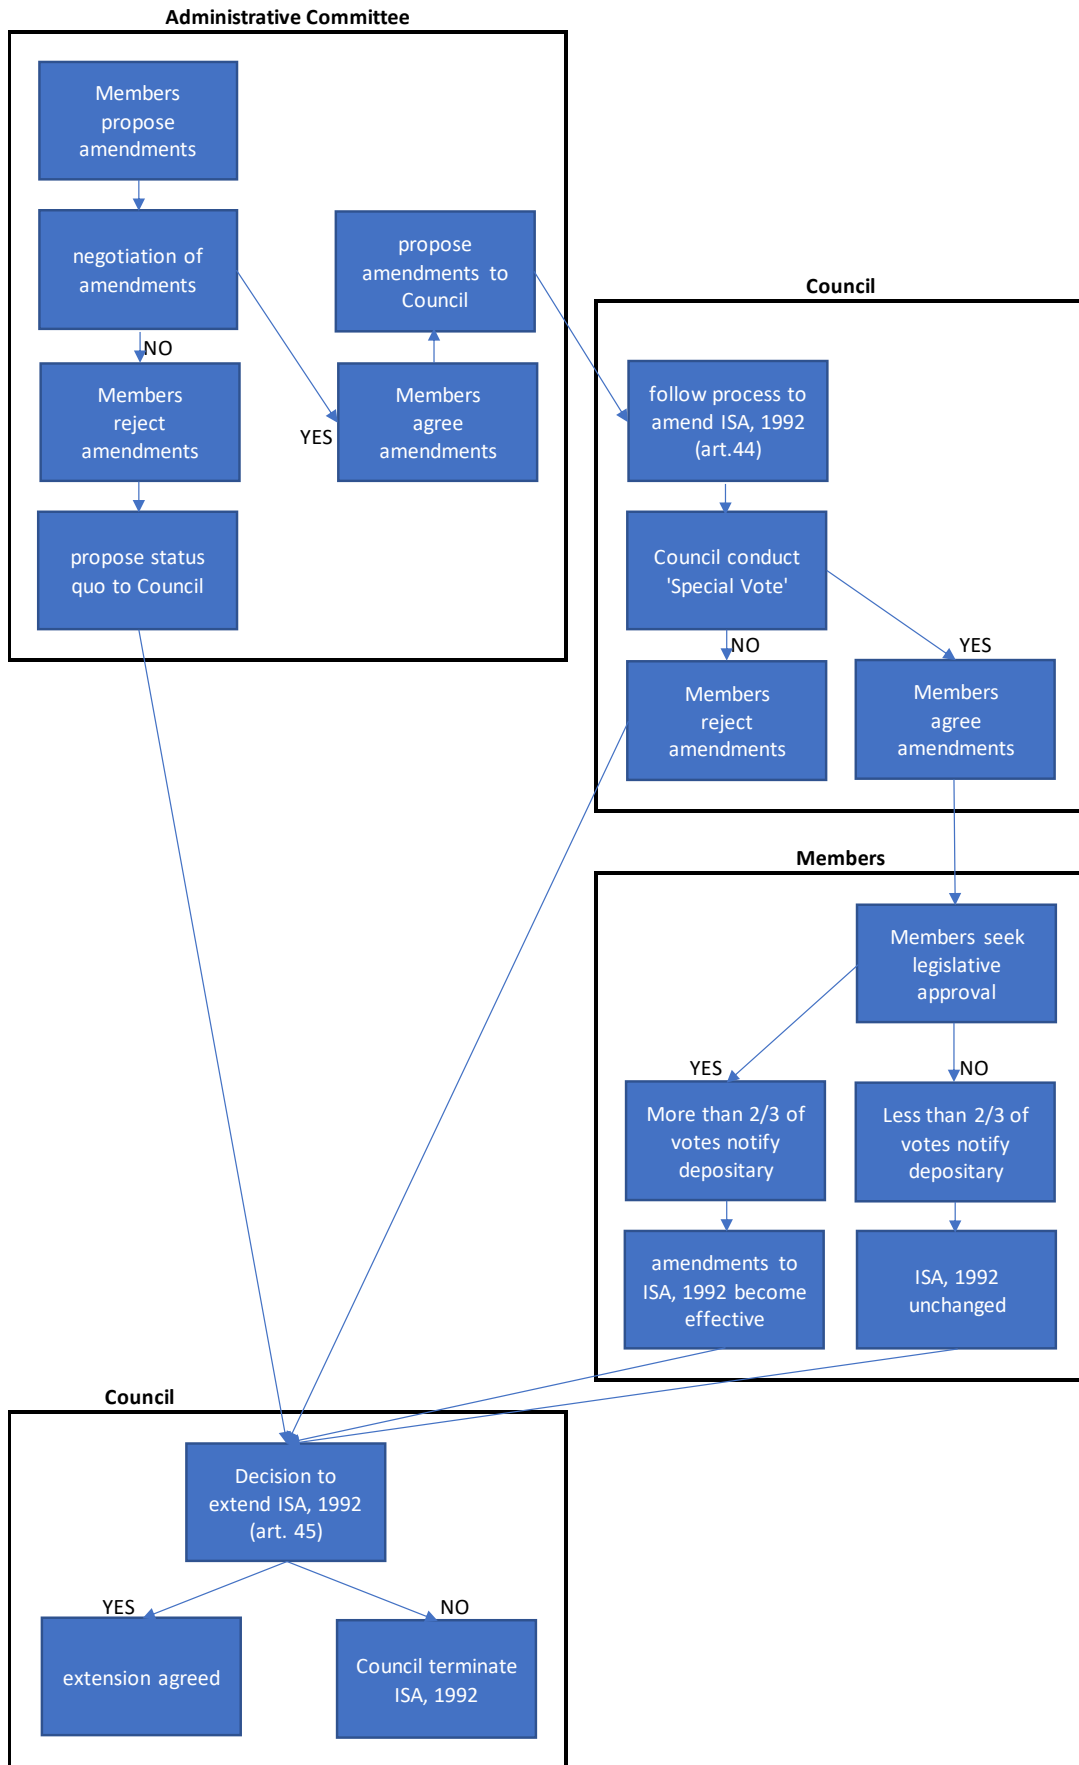 Administrative Committee
Members
propose
amendments
negotiation of
amendments
propose
amendments to
Council
NO
Members
reject
amendments
YES
Members
agree
amendments
propose status
quo to Council
Council
follow process to
amend ISA, 1992
(art.44)
Council conduct
'Special Vote'
NO
YES
Members
reject
amendments
Members
agree
amendments
Members
Members seek
legislative
approval
YES
NO
More than 2/3 of
votes notify
depositary
Less than 2/3 of
votes notify
depositary
amendments to
ISA, 1992 become
effective
ISA, 1992
unchanged
Council
Decision to
extend ISA, 1992
(art. 45)
YES
NO
extension agreed
Council terminate
ISA, 1992